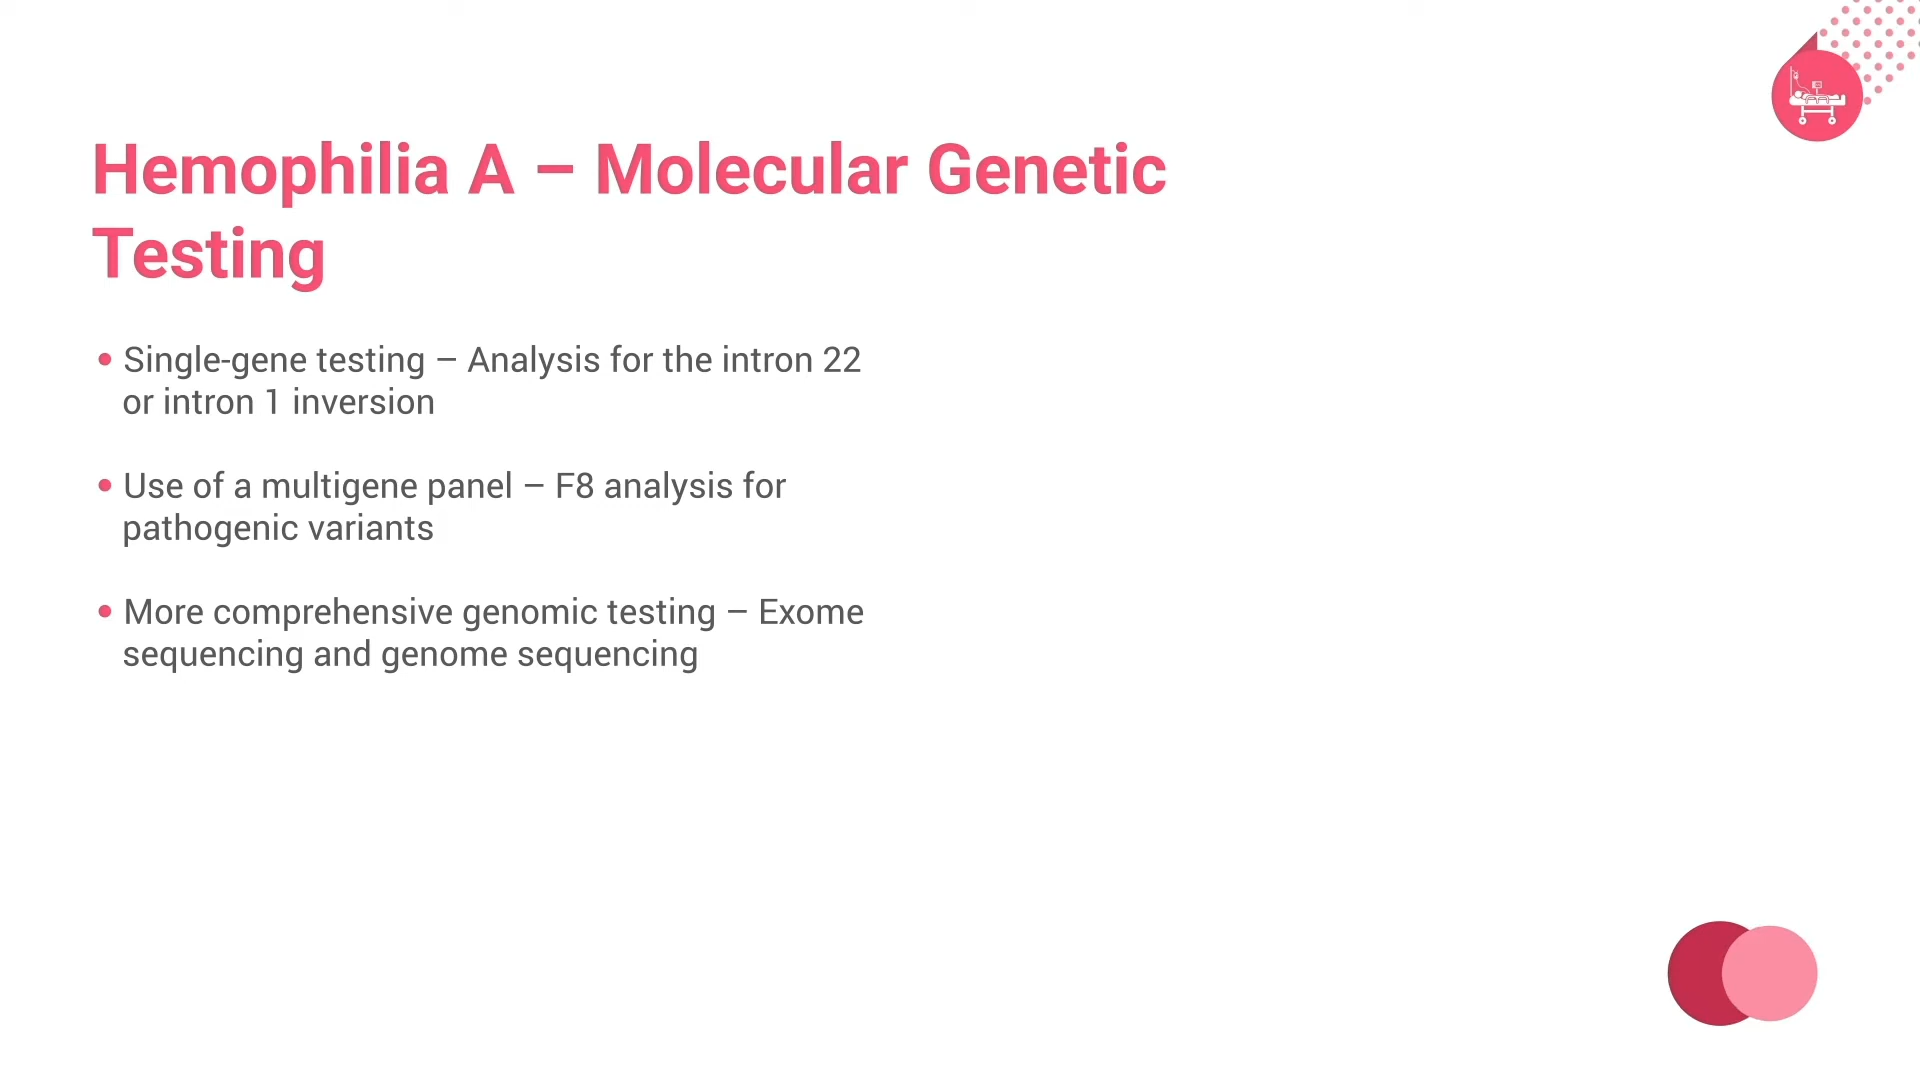 Hemophilia A – Molecular Genetic
Testing
• Single-gene testing – Analysis for the intron 22
or intron 1 inversion
• Use of a multigene panel – F8 analysis for
pathogenic variants
• More comprehensive genomic testing – Exome
sequencing and genome sequencing